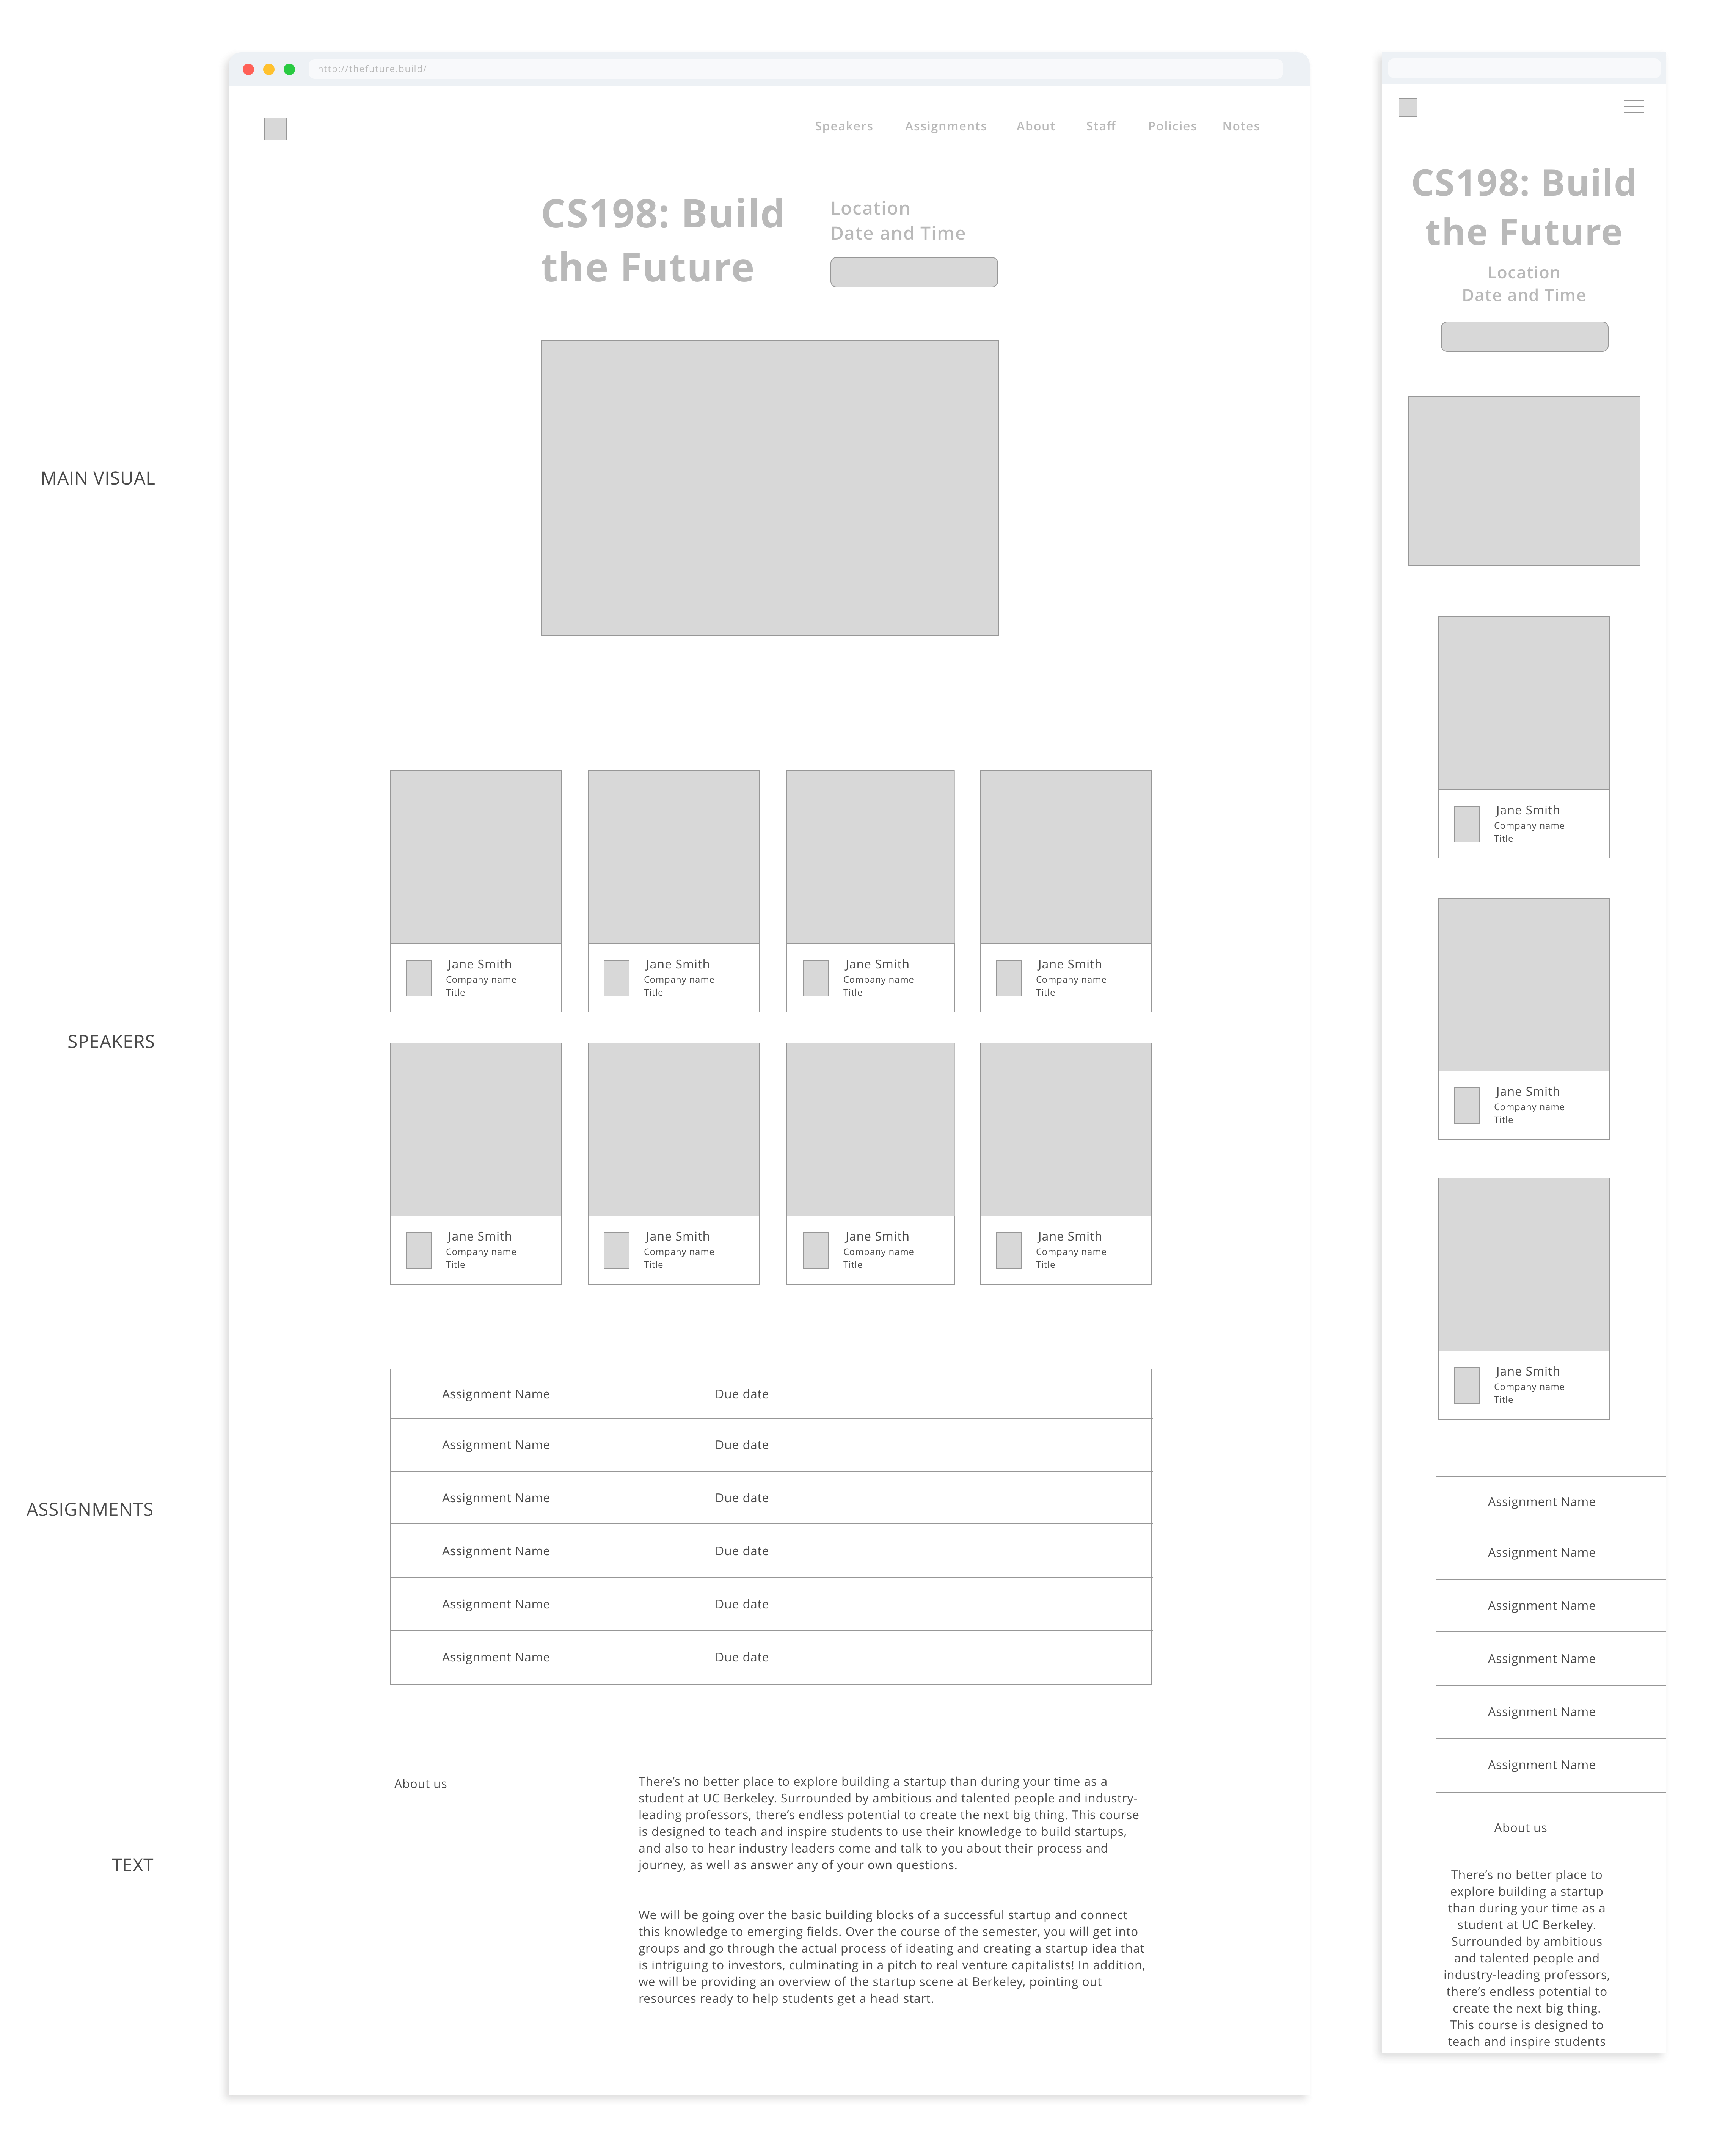 http://thefuture.build/
Speakers Assignments About Staff Policies Notes
CS198: Build
the Future
Location
Date and Time
MAIN VISUAL
Jane Smith
Company name
Title
Jane Smith
Company name
Title
Jane Smith
Company name
Title
Jane Smith
Company name
Title
SPEAKERS
Jane Smith
Company name
Title
Jane Smith
Company name
Title
Jane Smith
Company name
Title
Jane Smith
Company name
Title
ASSIGNMENTS
Assignment Name Due date
Assignment Name Due date
Assignment Name Due date
Assignment Name Due date
Assignment Name Due date
Assignment Name Due date
TEXT
About us
There’s no better place to explore building a startup than during your time as a
student at UC Berkeley. Surrounded by ambitious and talented people and industry-
leading professors, there’s endless potential to create the next big thing. This course
is designed to teach and inspire students to use their knowledge to build startups,
and also to hear industry leaders come and talk to you about their process and
journey, as well as answer any of your own questions.
We will be going over the basic building blocks of a successful startup and connect
this knowledge to emerging fields. Over the course of the semester, you will get into
groups and go through the actual process of ideating and creating a startup idea that
is intriguing to investors, culminating in a pitch to real venture capitalists! In addition,
we will be providing an overview of the startup scene at Berkeley, pointing out
resources ready to help students get a head start.
CS198: Build
the Future
Location
Date and Time
Jane Smith
Company name
Title
Jane Smith
Company name
Title
Jane Smith
Company name
Title
Assignment Name
Assignment Name
Assignment Name
Assignment Name
Assignment Name
Assignment Name
About us
There’s no better place to
explore building a startup
than during your time as a
student at UC Berkeley.
Surrounded by ambitious
and talented people and
industry-leading professors,
there’s endless potential to
create the next big thing.
This course is designed to
teach and inspire students